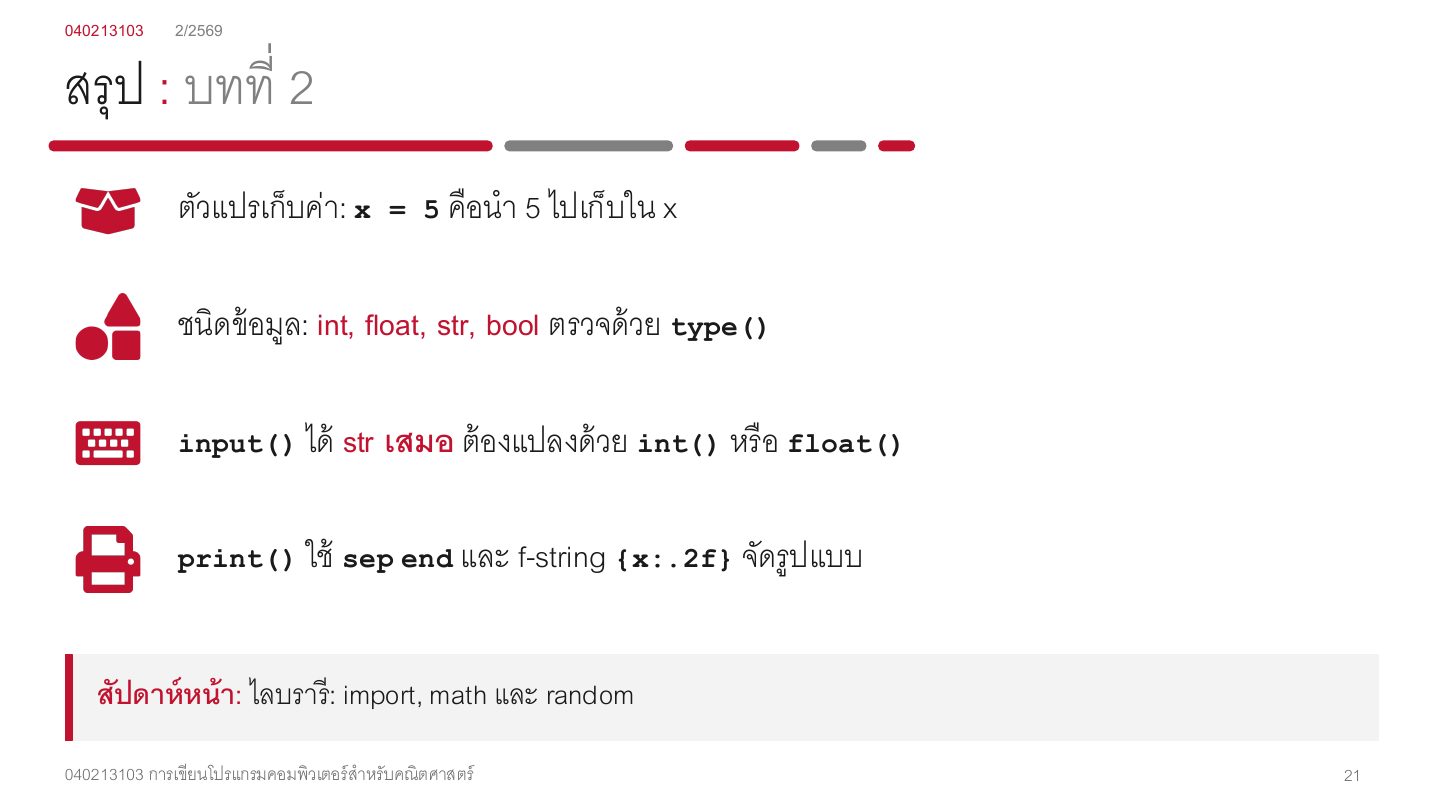 040213103 2/2569
สรุป : บทที่ 2
ตัวแปรเก็บค่า: x = 5 คือนำ 5 ไปเก็บใน x
ชนิดข้อมูล: int, float, str, bool ตรวจด้วย type()
input() ได้ str เสมอ ต้องแปลงด้วย int() หรือ float()
print() ใช้ sep end และ f-string {x:.2f} จัดรูปแบบ
สัปดาห์หน้า: ไลบรารี: import, math และ random
040213103 การเขียนโปรแกรมคอมพิวเตอร์สำหรับคณิตศาสตร์ 21